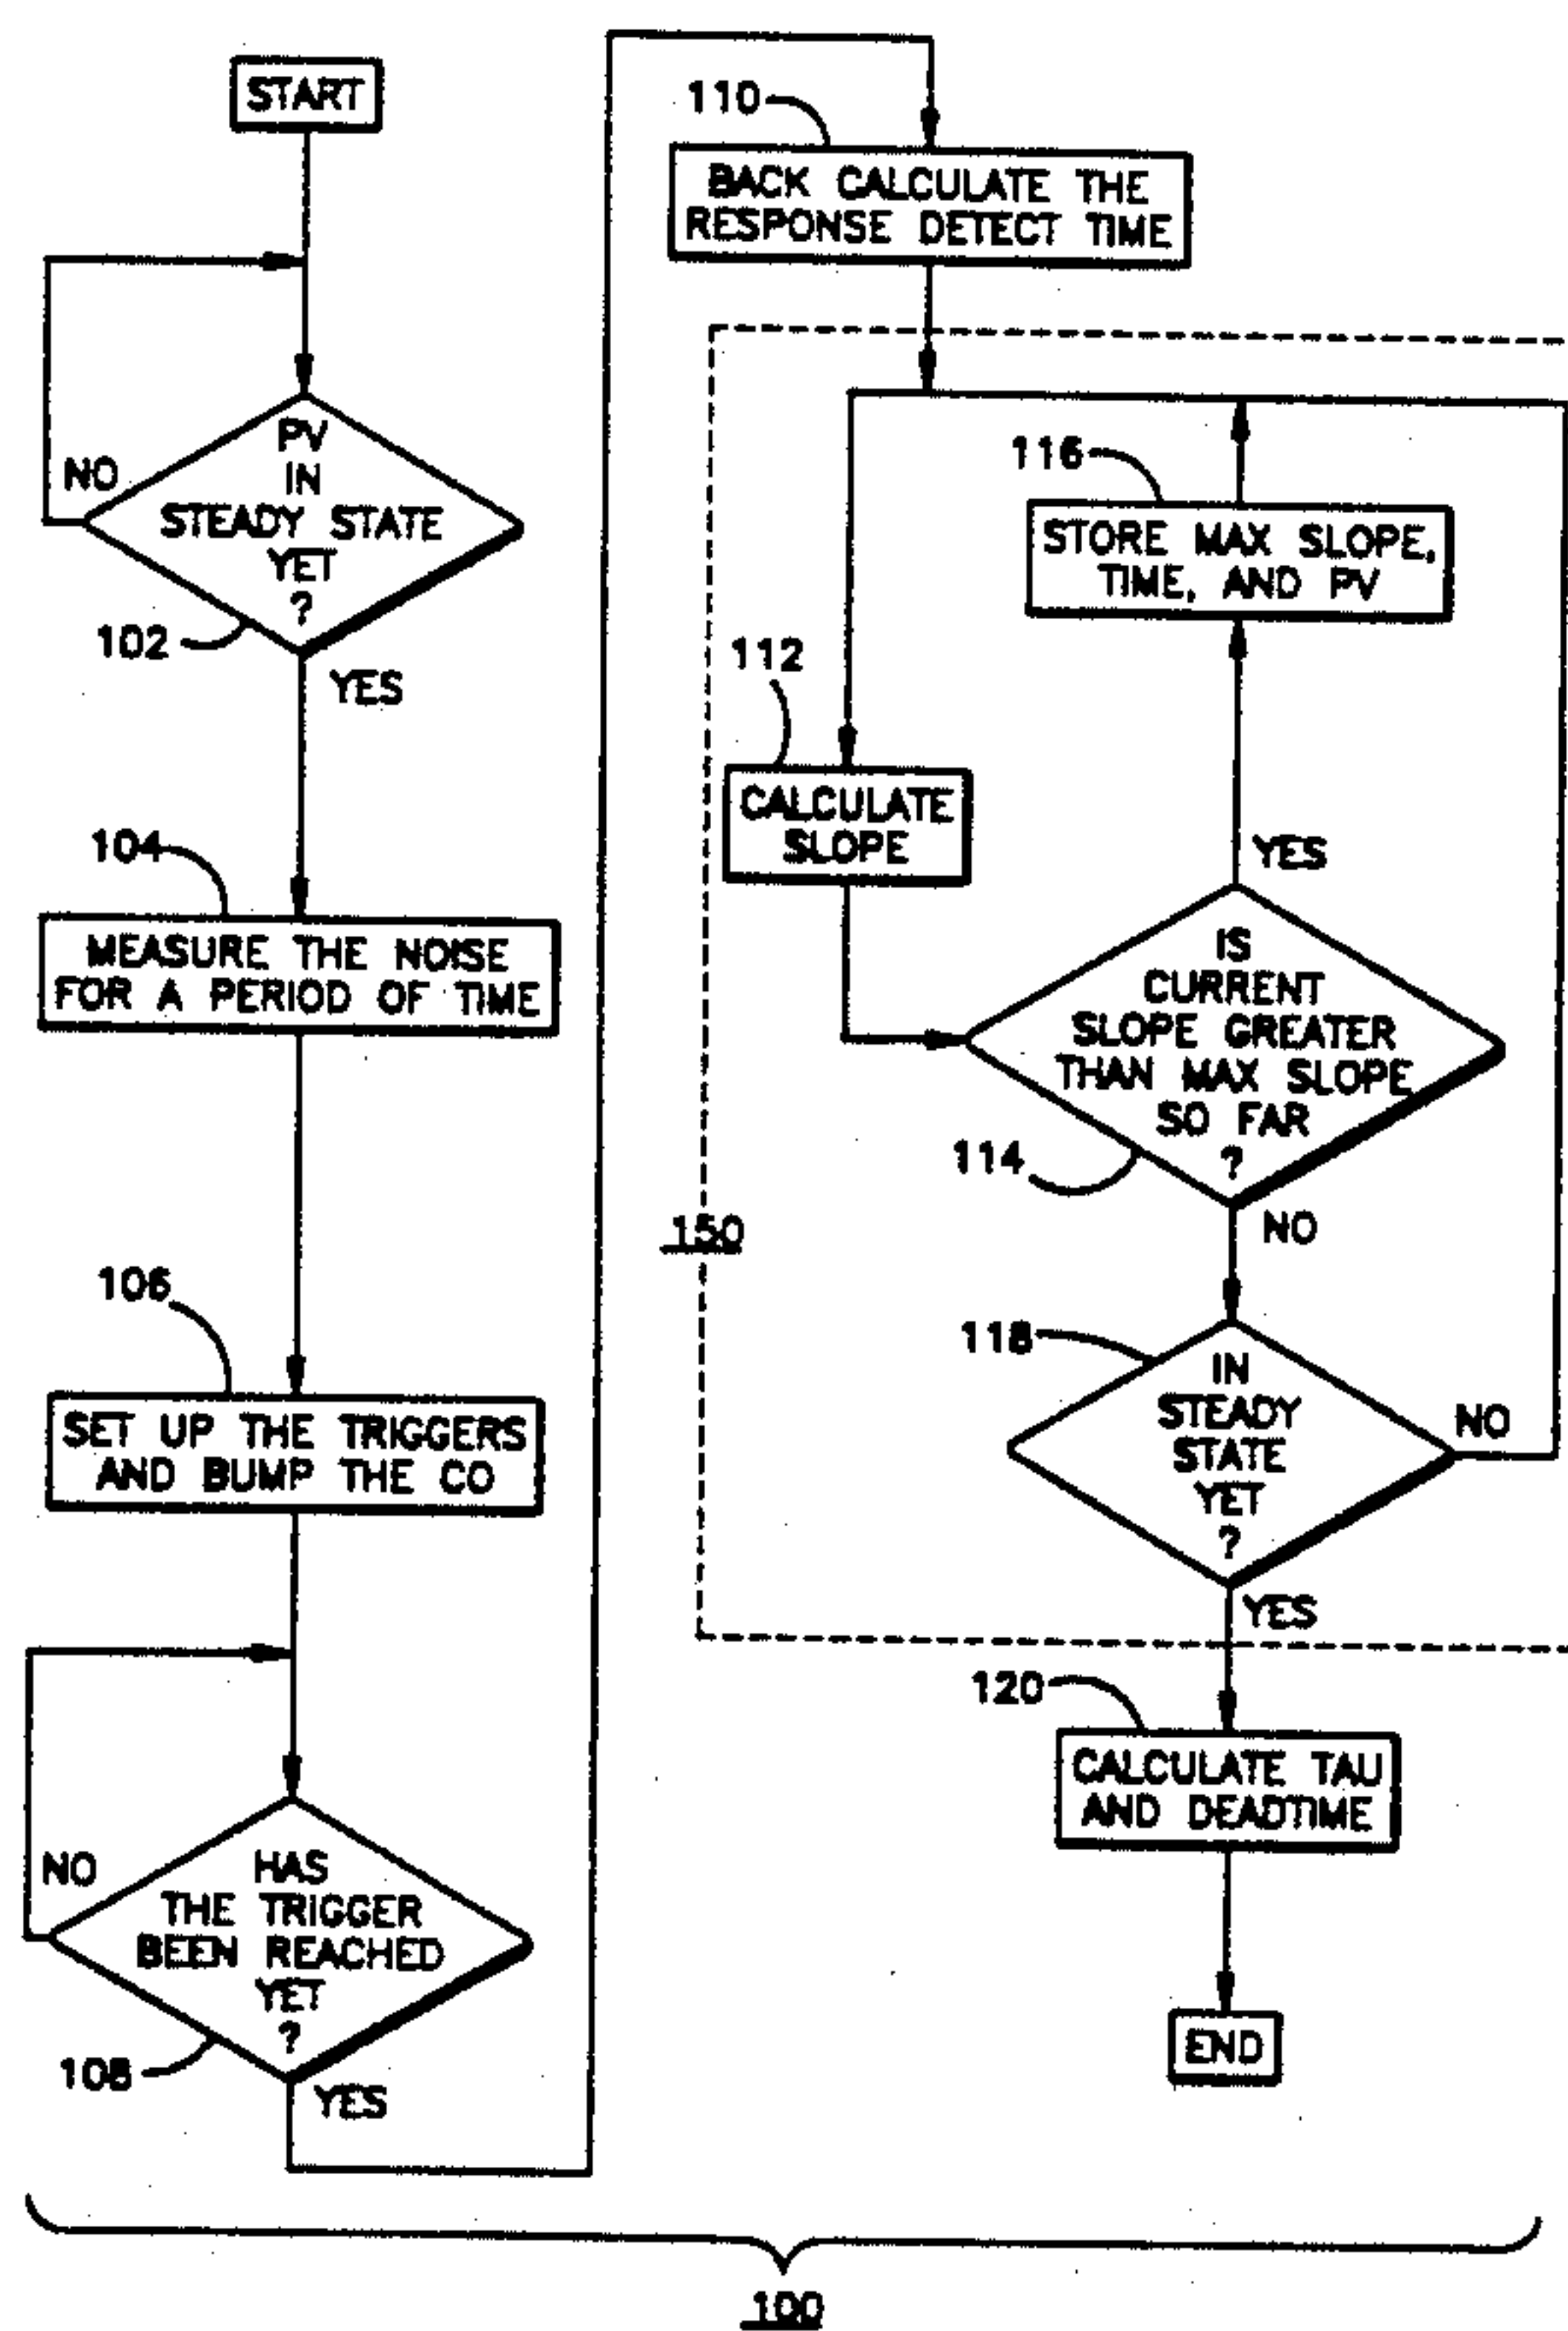 START
PV
IN
STEADY STATE
YET
?
NO
102
YES
104
MEASURE THE NOISE
FOR A PERIOD OF TIME
106
SET UP THE TRIGGERS
AND BUMP THE CO
HAS
THE TRIGGER
BEEN REACHED
YET
?
NO
108
YES
110
BACK CALCULATE THE
RESPONSE DETECT TIME
116
STORE MAX SLOPE,
TIME, AND PV
112
CALCULATE
SLOPE
YES
IS
CURRENT
SLOPE GREATER
THAN MAX SLOPE
SO FAR
?
114
NO
150
118
IN
STEADY
STATE
YET
?
NO
YES
120
CALCULATE TAU
AND DEADTIME
END
100